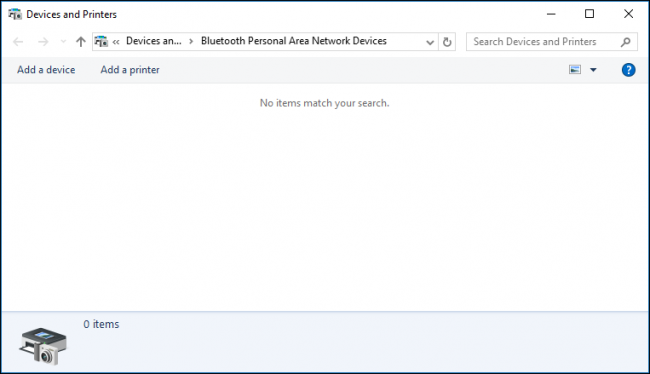 Devices and Printers
« Devices an... > Bluetooth Personal Area Network Devices Search Devices and Printers
Add a device Add a printer ?
No items match your search.
0 items